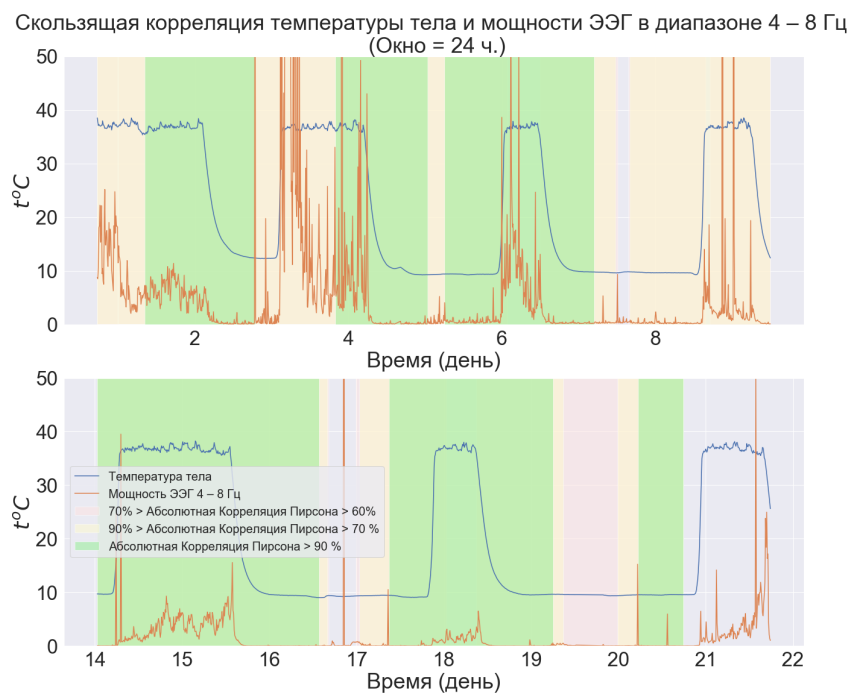 Скользящая корреляция температуры тела и мощности ЭЭГ в диапазоне 4 – 8 Гц
(Окно = 24 ч.)
50
40
30
20
10
0
t°C
2
4
6
8
Время (день)
50
40
30
20
10
0
t°C
Температура тела
Мощность ЭЭГ 4 – 8 Гц
70% > Абсолютная Корреляция Пирсона > 60%
90% > Абсолютная Корреляция Пирсона > 70 %
Абсолютная Корреляция Пирсона > 90 %
14
15
16
17
18
19
20
21
22
Время (день)